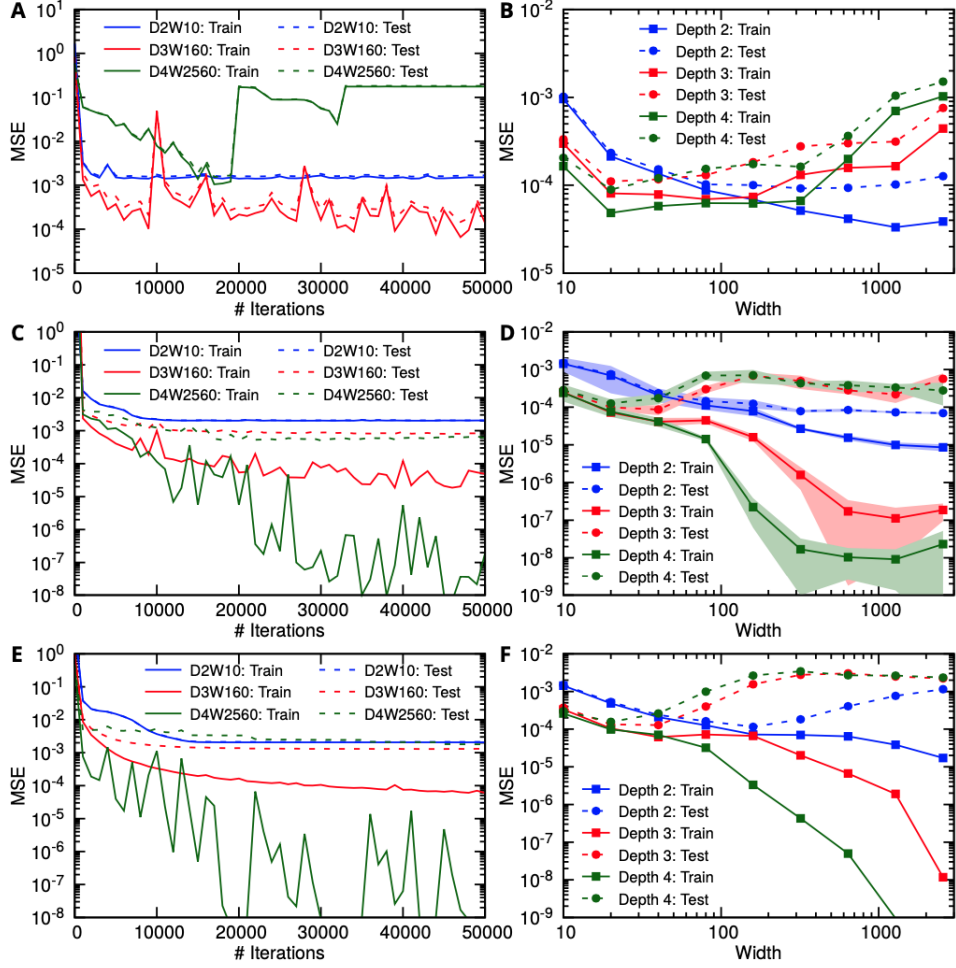 A
10^1
10^0
10^-1
10^-2
10^-3
10^-4
10^-5
MSE
D2W10: Train
D2W10: Test
D3W160: Train
D3W160: Test
D4W2560: Train
D4W2560: Test
0 10000 20000 30000 40000 50000
# Iterations
B
10^-2
10^-3
10^-4
10^-5
MSE
Depth 2: Train
Depth 2: Test
Depth 3: Train
Depth 3: Test
Depth 4: Train
Depth 4: Test
10 100 1000
Width
C
10^0
10^-1
10^-2
10^-3
10^-4
10^-5
10^-6
10^-7
10^-8
MSE
D2W10: Train
D2W10: Test
D3W160: Train
D3W160: Test
D4W2560: Train
D4W2560: Test
0 10000 20000 30000 40000 50000
# Iterations
D
10^-2
10^-3
10^-4
10^-5
10^-6
10^-7
10^-8
10^-9
MSE
Depth 2: Train
Depth 2: Test
Depth 3: Train
Depth 3: Test
Depth 4: Train
Depth 4: Test
10 100 1000
Width
E
10^0
10^-1
10^-2
10^-3
10^-4
10^-5
10^-6
10^-7
10^-8
MSE
D2W10: Train
D2W10: Test
D3W160: Train
D3W160: Test
D4W2560: Train
D4W2560: Test
0 10000 20000 30000 40000 50000
# Iterations
F
10^-2
10^-3
10^-4
10^-5
10^-6
10^-7
10^-8
10^-9
MSE
Depth 2: Train
Depth 2: Test
Depth 3: Train
Depth 3: Test
Depth 4: Train
Depth 4: Test
10 100 1000
Width